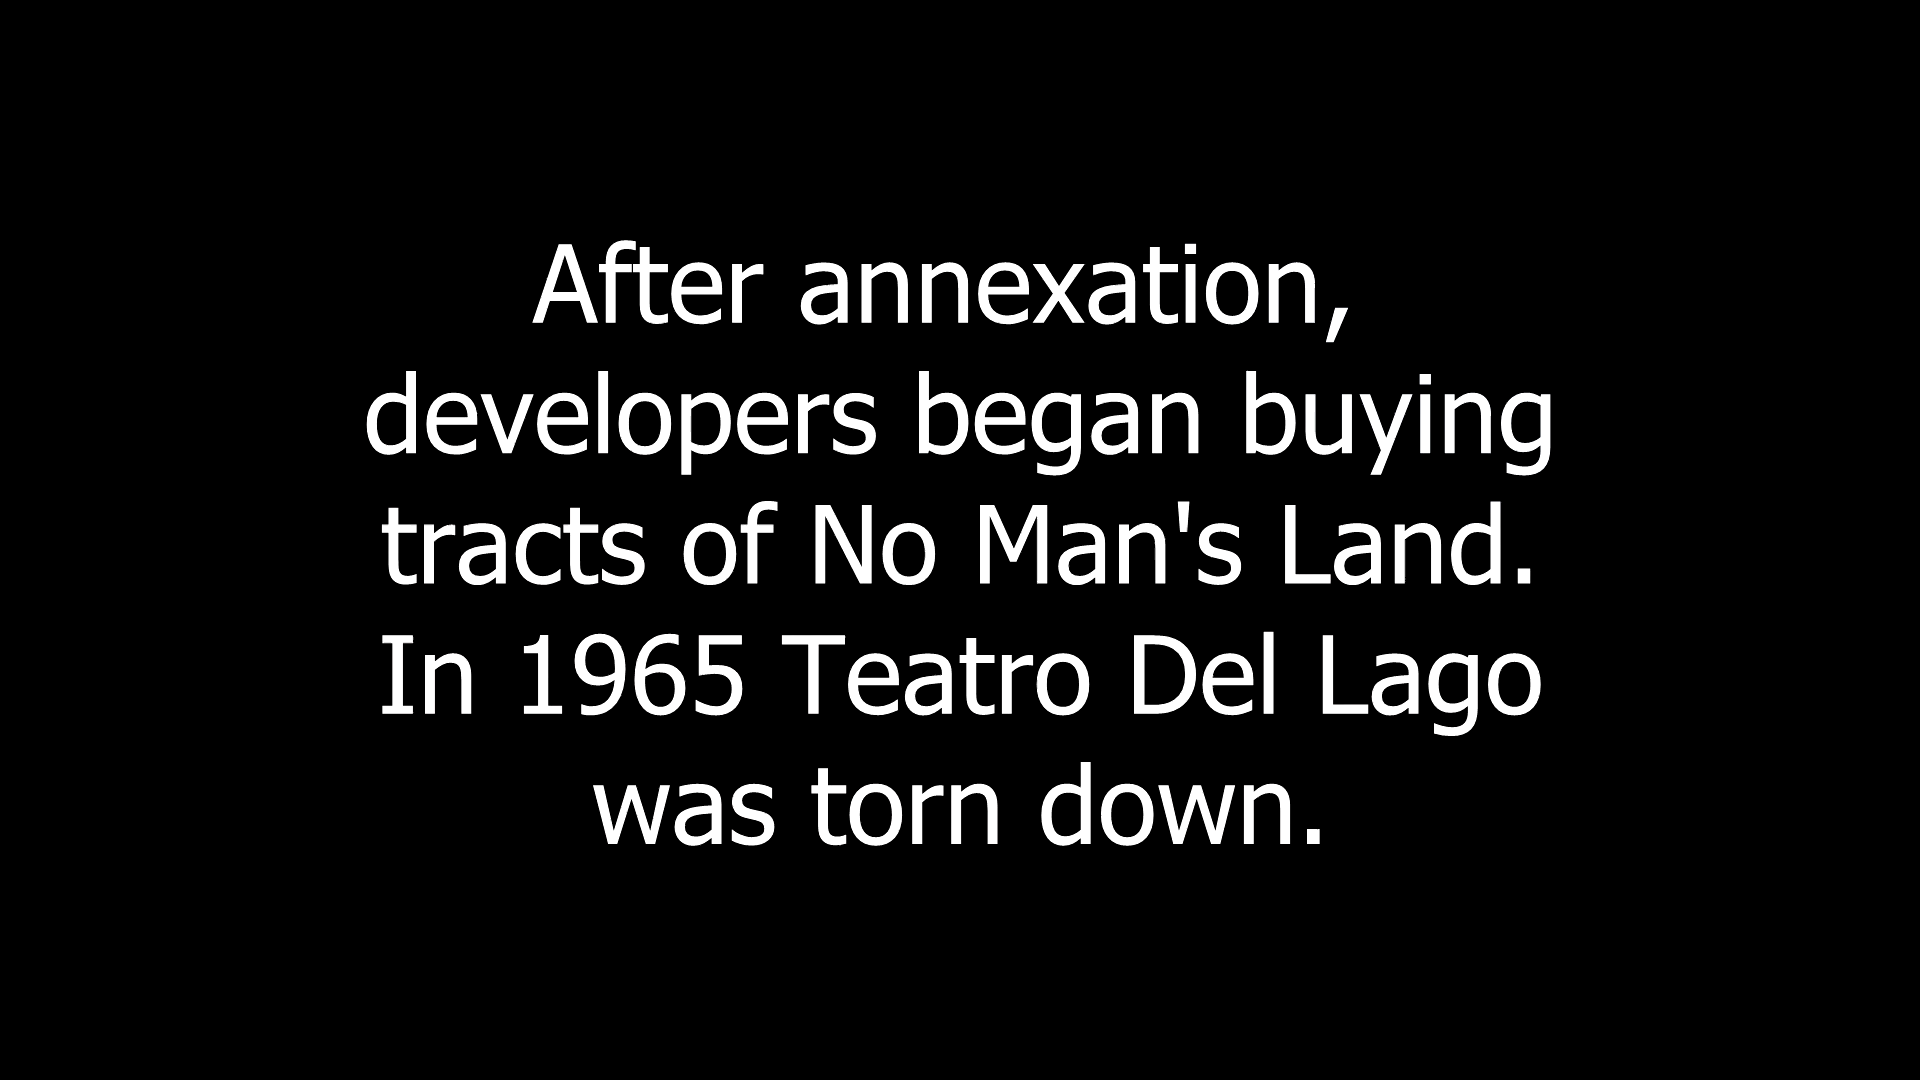 After annexation,
developers began buying
tracts of No Man's Land.
In 1965 Teatro Del Lago
was torn down.